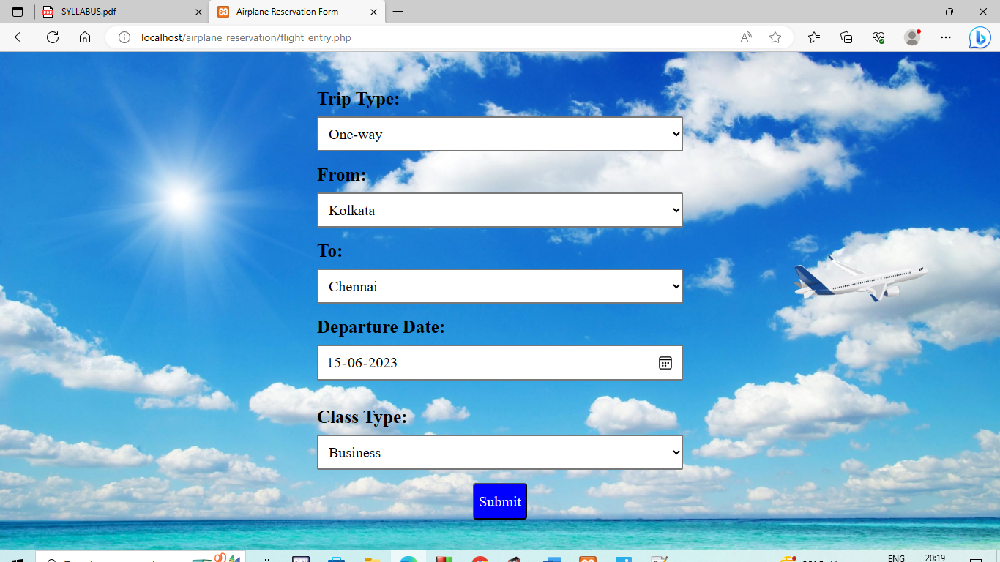 SYLLABUS.pdf
Airplane Reservation Form
localhost/airplane_reservation/flight_entry.php
Trip Type:
One-way
From:
Kolkata
To:
Chennai
Departure Date:
15-06-2023
Class Type:
Business
Submit
ENG
20:19